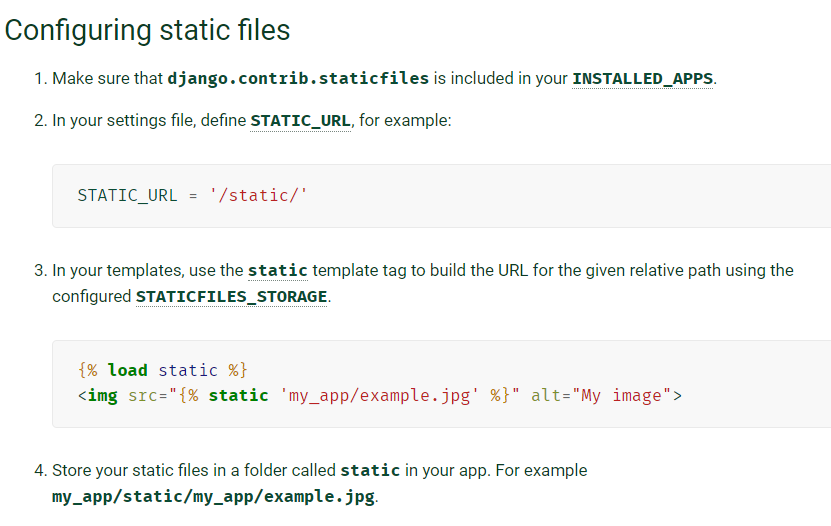 Configuring static files
1. Make sure that django.contrib.staticfiles is included in your INSTALLED_APPS.
2. In your settings file, define STATIC_URL, for example:
STATIC_URL = '/static/'
3. In your templates, use the static template tag to build the URL for the given relative path using the
configured STATICFILES_STORAGE.
{% load static %}
<img src="{% static 'my_app/example.jpg' %}" alt="My image">
4. Store your static files in a folder called static in your app. For example
my_app/static/my_app/example.jpg.